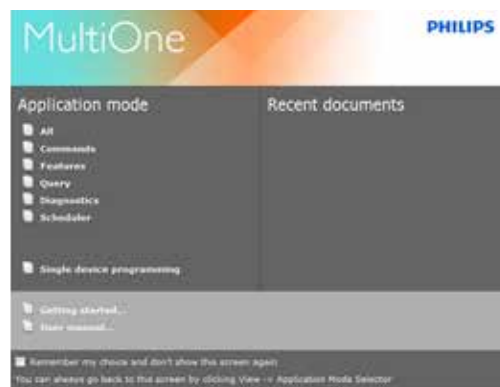 MultiOne
PHILIPS
Application mode
All
Commands
Features
Query
Diagnostics
Scheduler
Single device programming
Recent documents
Getting started...
User manual...
Remember my choice and don't show this screen again
You can always go back to this screen by clicking View --> Application Mode Selector